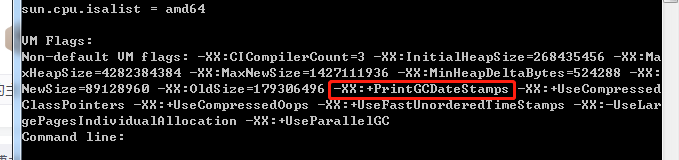 sun.cpu.isalist = amd64
VM Flags:
Non-default VM flags: -XX:CICompilerCount=3 -XX:InitialHeapSize=268435456 -XX:Ma
xHeapSize=4282384384 -XX:MaxNewSize=1427111936 -XX:MinHeapDeltaBytes=524288 -XX:
NewSize=89128960 -XX:OldSize=179306496 -XX:+PrintGCDateStamps -XX:+UseCompressed
ClassPointers -XX:+UseCompressedOops -XX:+UseFastUnorderedTimeStamps -XX:-UseLar
gePagesIndividualAllocation -XX:+UseParallelGC
Command line: